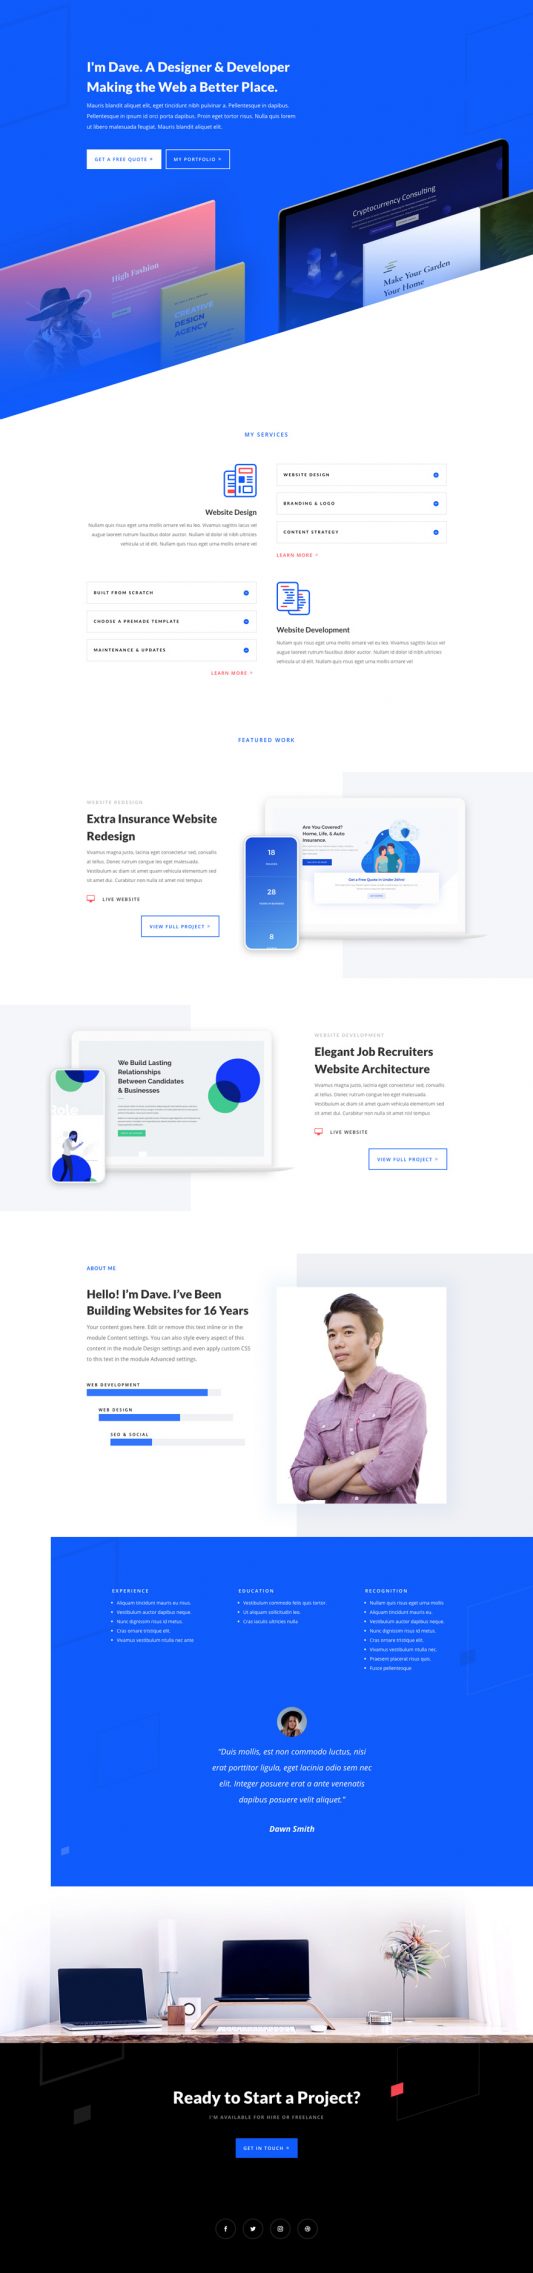 I'm Dave. A Designer & Developer
Making the Web a Better Place.
Mauris blandit aliquet elit, eget tincidunt nibh pulvinar a. Pellentesque in dapibus.
Pellentesque in ipsum id orci porta dapibus. Proin eget tortor risus. Nulla quis lorem
ut libero malesuada feugiat. Mauris blandit aliquet elit.
GET A FREE QUOTE »
MY PORTFOLIO »
Cryptocurrency Consulting
High Fashion
Make Your Garden
Your Home
CREATIVE
DESIGN
AGENCY
MY SERVICES
Website Design
Nullam quis risus eget urna mollis ornare vel eu leo. Vivamus sagittis lacus vel
augue laoreet rutrum faucibus dolor auctor. Nullam id dolor id nibh ultricies
vehicula ut id elit. Nullam quis risus eget urna mollis ornare vel
WEBSITE DESIGN
BRANDING & LOGO
CONTENT STRATEGY
LEARN MORE »
BUILT FROM SCRATCH
CHOOSE A PREMADE TEMPLATE
MAINTENANCE & UPDATES
LEARN MORE »
Website Development
Nullam quis risus eget urna mollis ornare vel eu leo. Vivamus sagittis lacus vel
augue laoreet rutrum faucibus dolor auctor. Nullam id dolor id nibh ultricies
vehicula ut id elit. Nullam quis risus eget urna mollis ornare vel
FEATURED WORK
WEBSITE REDESIGN
Extra Insurance Website
Redesign
Vivamus magna justo, lacinia eget consectetur sed, convallis
at tellus. Donec rutrum congue leo eget malesuada.
Vestibulum ac diam sit amet quam vehicula elementum sed
sit amet dui. Curabitur non nulla sit amet nisl tempus
LIVE WEBSITE
VIEW FULL PROJECT »
18
28
8
Are You Covered?
Home, Life, & Auto
Insurance.
Get a Free Quote in Under 24hrs!
We Build Lasting
Relationships
Between Candidates
& Businesses
Role
WEBSITE DEVELOPMENT
Elegant Job Recruiters
Website Architecture
Vivamus magna justo, lacinia eget consectetur sed, convallis
at tellus. Donec rutrum congue leo eget malesuada.
Vestibulum ac diam sit amet quam vehicula elementum sed
sit amet dui. Curabitur non nulla sit amet nisl tempus
LIVE WEBSITE
VIEW FULL PROJECT »
ABOUT ME
Hello! I'm Dave. I've Been
Building Websites for 16 Years
Your content goes here. Edit or remove this text inline or in the
module Content settings. You can also style every aspect of this
content in the module Design settings and even apply custom CSS
to this text in the module Advanced settings.
WEB DEVELOPMENT
WEB DESIGN
SEO & SOCIAL
EXPERIENCE
Aliquam tincidunt mauris eu risus.
Vestibulum auctor dapibus neque.
Nunc dignissim risus id metus.
Cras ornare tristique elit.
Vivamus vestibulum ntulla nec ante
EDUCATION
Vestibulum commodo felis quis tortor.
Ut aliquam sollicitudin leo.
Cras iaculis ultricies nulla.
RECOGNITION
Nullam quis risus eget urna mollis
Aliquam tincidunt mauris eu.
Vestibulum auctor dapibus neque.
Nunc dignissim risus id metus.
Cras ornare tristique elit.
Vivamus vestibulum ntulla nec.
Praesent placerat risus quis.
Fusce pellentesque
"Duis mollis, est non commodo luctus, nisi
erat porttitor ligula, eget lacinia odio sem nec
elit. Integer posuere erat a ante venenatis
dapibus posuere velit aliquet."
Dawn Smith
Ready to Start a Project?
I'M AVAILABLE FOR HIRE OR FREELANCE
GET IN TOUCH »